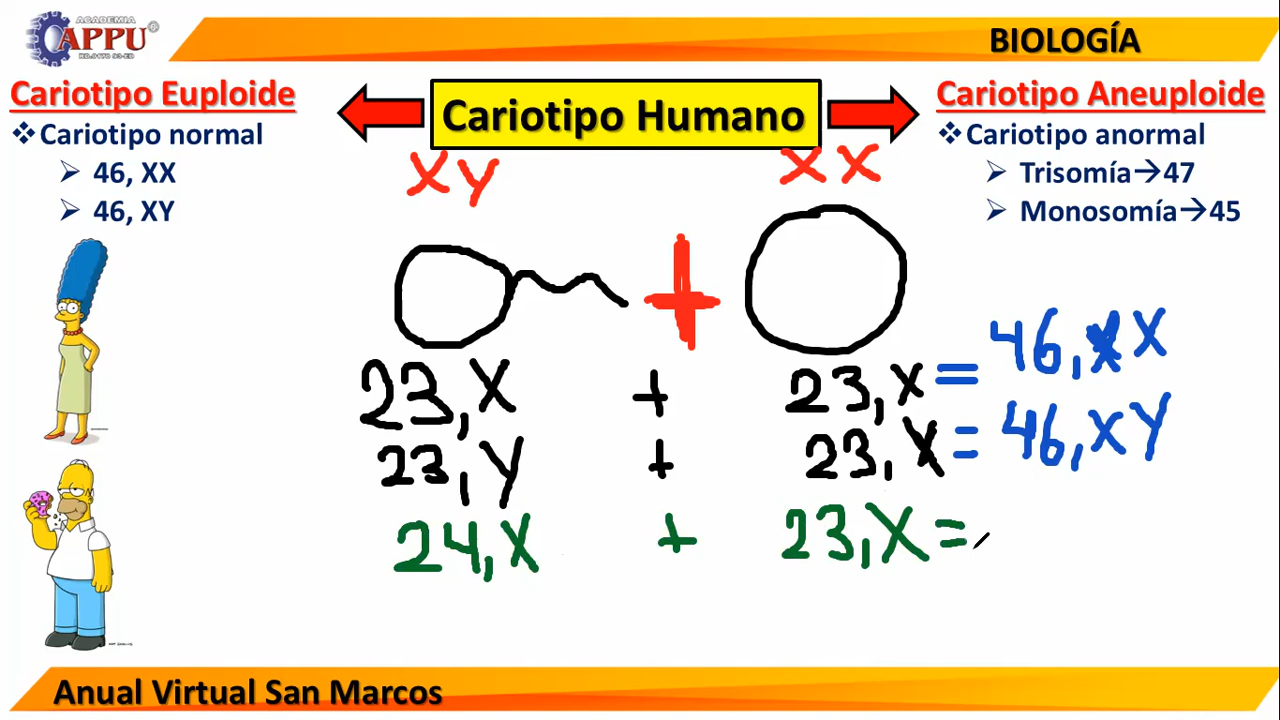 ACADEMIA
APPU
BIOLOGÍA
Cariotipo Euploide
Cariotipo normal
46, XX
46, XY
Cariotipo Humano
Cariotipo Aneuploide
Cariotipo anormal
Trisomía→47
Monosomía→45
XY
XX
+
23,X + 23,X = 46,XX
23,Y + 23,X = 46,XY
24,X + 23,X =
Anual Virtual San Marcos